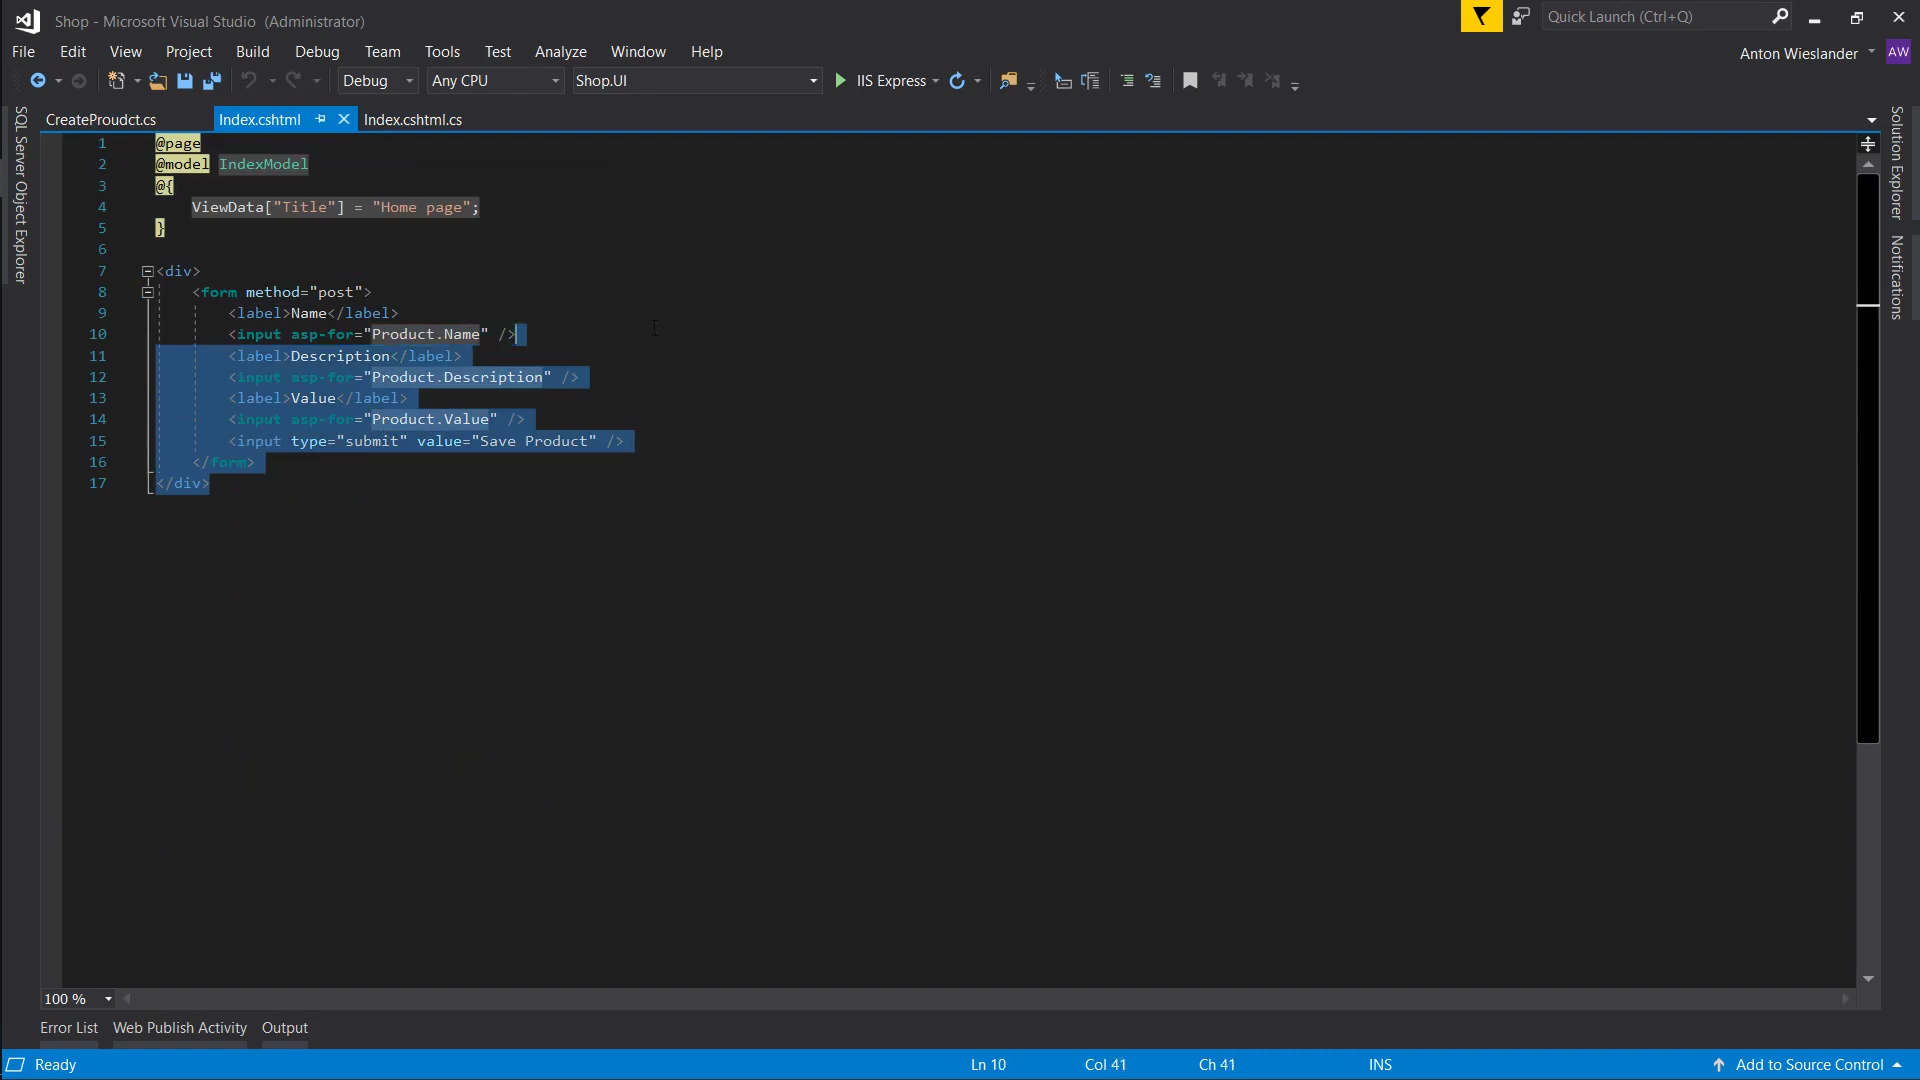 Shop - Microsoft Visual Studio (Administrator)
Quick Launch (Ctrl+Q)
File Edit View Project Build Debug Team Tools Test Analyze Window Help
Anton Wieslander AW
Debug Any CPU Shop.UI IIS Express
SQL Server Object Explorer
CreateProudct.cs Index.cshtml Index.cshtml.cs
Solution Explorer
Notifications
1 @page
2 @model IndexModel
3 @{
4 ViewData["Title"] = "Home page";
5 }
6
7 <div>
8 <form method="post">
9 <label>Name</label>
10 <input asp-for="Product.Name" />
11 <label>Description</label>
12 <input asp-for="Product.Description" />
13 <label>Value</label>
14 <input asp-for="Product.Value" />
15 <input type="submit" value="Save Product" />
16 </form>
17 </div>
100 %
Error List Web Publish Activity Output
Ready Ln 10 Col 41 Ch 41 INS Add to Source Control